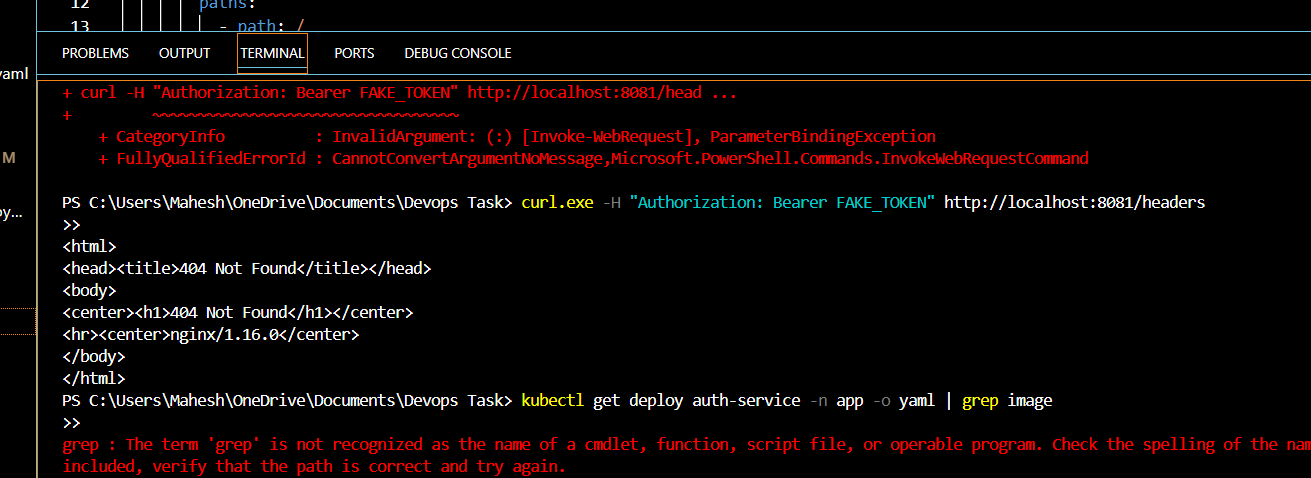 12 paths:
13 - path: /
PROBLEMS OUTPUT TERMINAL PORTS DEBUG CONSOLE
yaml
+ curl -H "Authorization: Bearer FAKE_TOKEN" http://localhost:8081/head ...
+ ~~~~~~~~~~~~~~~~~~~~~~~~~~~~~~~~~~
+ CategoryInfo : InvalidArgument: (:) [Invoke-WebRequest], ParameterBindingException
M
+ FullyQualifiedErrorId : CannotConvertArgumentNoMessage,Microsoft.PowerShell.Commands.InvokeWebRequestCommand
PS C:\Users\Mahesh\OneDrive\Documents\Devops Task> curl.exe -H "Authorization: Bearer FAKE_TOKEN" http://localhost:8081/headers
>>
<html>
<head><title>404 Not Found</title></head>
<body>
<center><h1>404 Not Found</h1></center>
<hr><center>nginx/1.16.0</center>
</body>
</html>
PS C:\Users\Mahesh\OneDrive\Documents\Devops Task> kubectl get deploy auth-service -n app -o yaml | grep image
>>
grep : The term 'grep' is not recognized as the name of a cmdlet, function, script file, or operable program. Check the spelling of the
included, verify that the path is correct and try again.